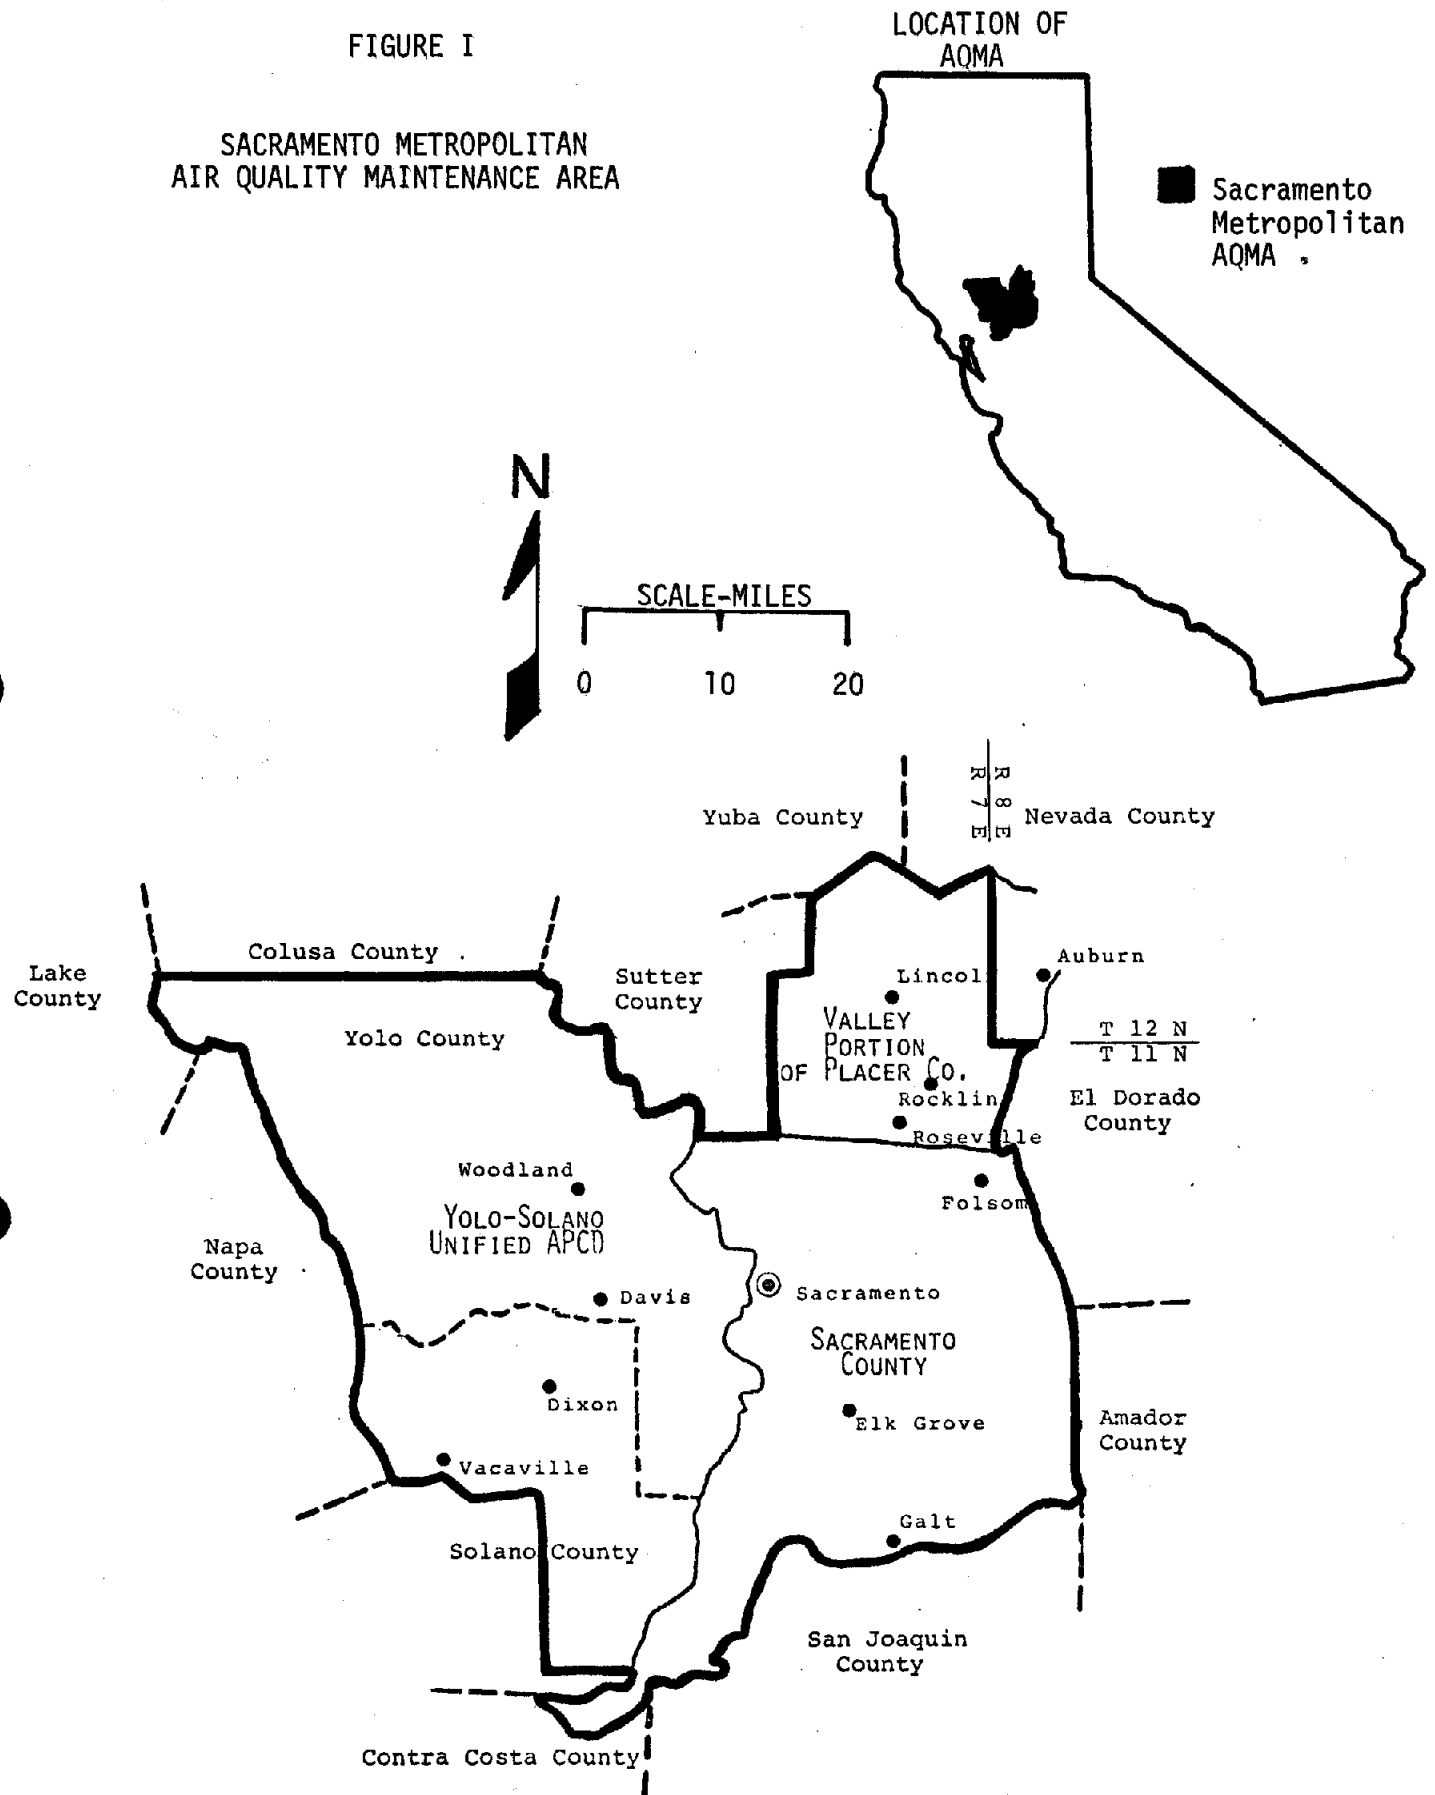 FIGURE I
SACRAMENTO METROPOLITAN
AIR QUALITY MAINTENANCE AREA
LOCATION OF
AQMA
Sacramento
Metropolitan
AQMA
N
SCALE-MILES
0 10 20
Yuba County
R 8 E
R 7 E
Nevada County
Colusa County
Lake
County
Sutter
County
Yolo County
Lincol
Auburn
VALLEY
PORTION
OF PLACER CO.
T 12 N
T 11 N
Rocklin
El Dorado
County
Roseville
Woodland
Folsom
YOLO-SOLANO
UNIFIED APCD
Napa
County
Davis
Sacramento
SACRAMENTO
COUNTY
Dixon
Elk Grove
Amador
County
Vacaville
Galt
Solano County
San Joaquin
County
Contra Costa County